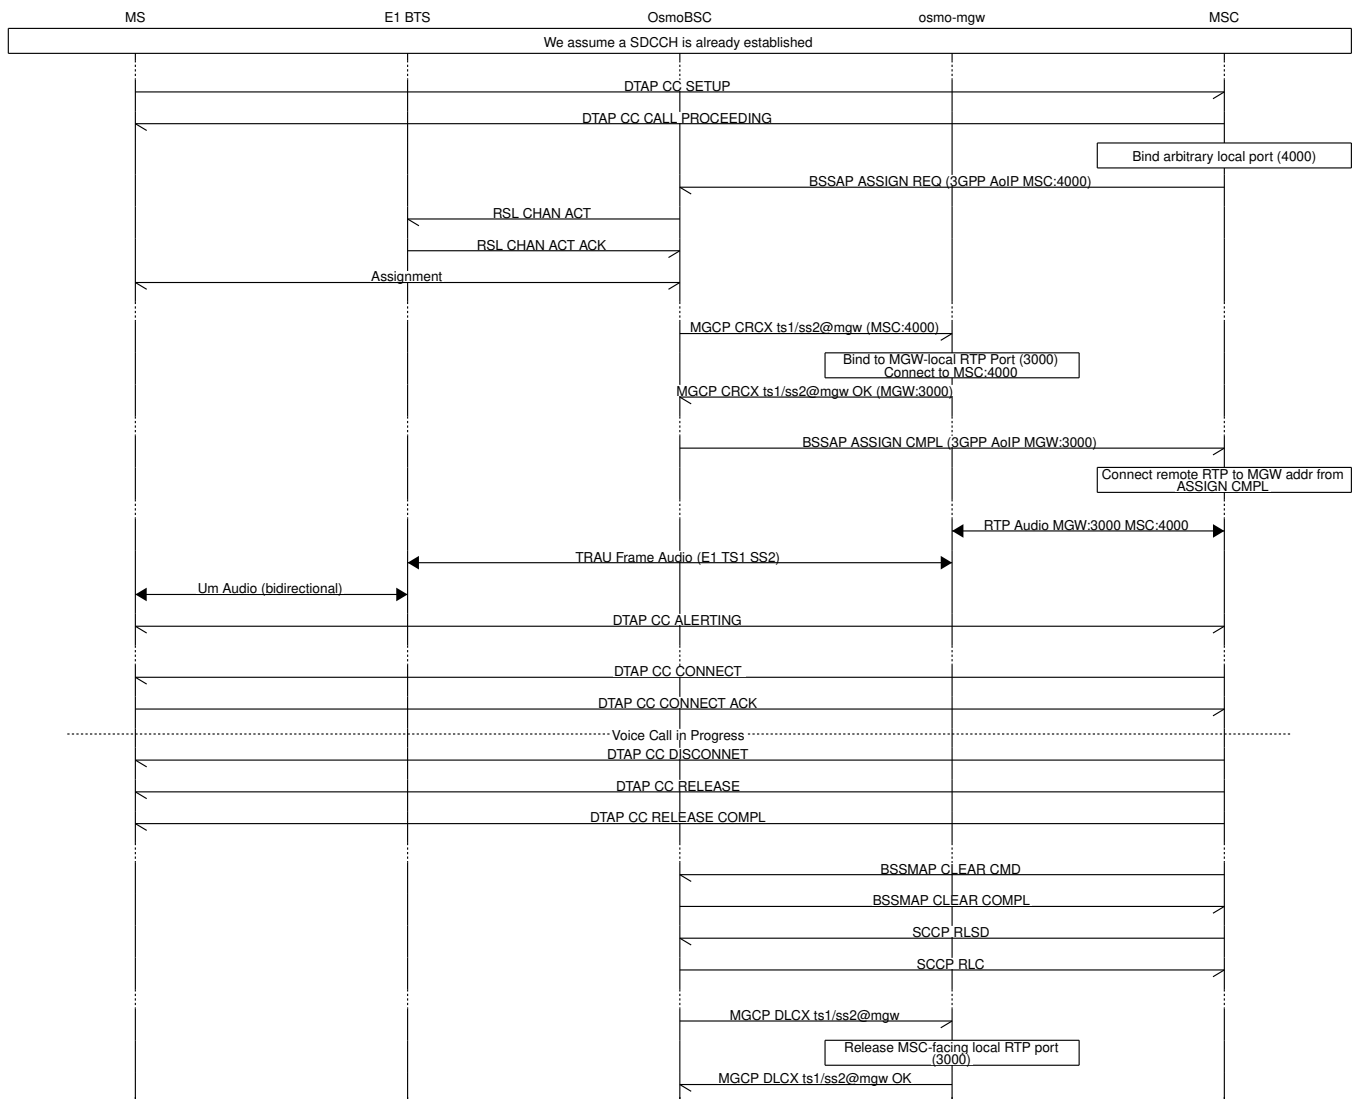 MS E1 BTS OsmoBSC osmo-mgw MSC
We assume a SDCCH is already established
DTAP CC SETUP
DTAP CC CALL PROCEEDING
Bind arbitrary local port (4000)
BSSAP ASSIGN REQ (3GPP AoIP MSC:4000)
RSL CHAN ACT
RSL CHAN ACT ACK
Assignment
MGCP CRCX ts1/ss2@mgw (MSC:4000)
Bind to MGW-local RTP Port (3000)
Connect to MSC:4000
MGCP CRCX ts1/ss2@mgw OK (MGW:3000)
BSSAP ASSIGN CMPL (3GPP AoIP MGW:3000)
Connect remote RTP to MGW addr from
ASSIGN CMPL
RTP Audio MGW:3000 MSC:4000
TRAU Frame Audio (E1 TS1 SS2)
Um Audio (bidirectional)
DTAP CC ALERTING
DTAP CC CONNECT
DTAP CC CONNECT ACK
Voice Call in Progress
DTAP CC DISCONNET
DTAP CC RELEASE
DTAP CC RELEASE COMPL
BSSMAP CLEAR CMD
BSSMAP CLEAR COMPL
SCCP RLSD
SCCP RLC
MGCP DLCX ts1/ss2@mgw
Release MSC-facing local RTP port
(3000)
MGCP DLCX ts1/ss2@mgw OK